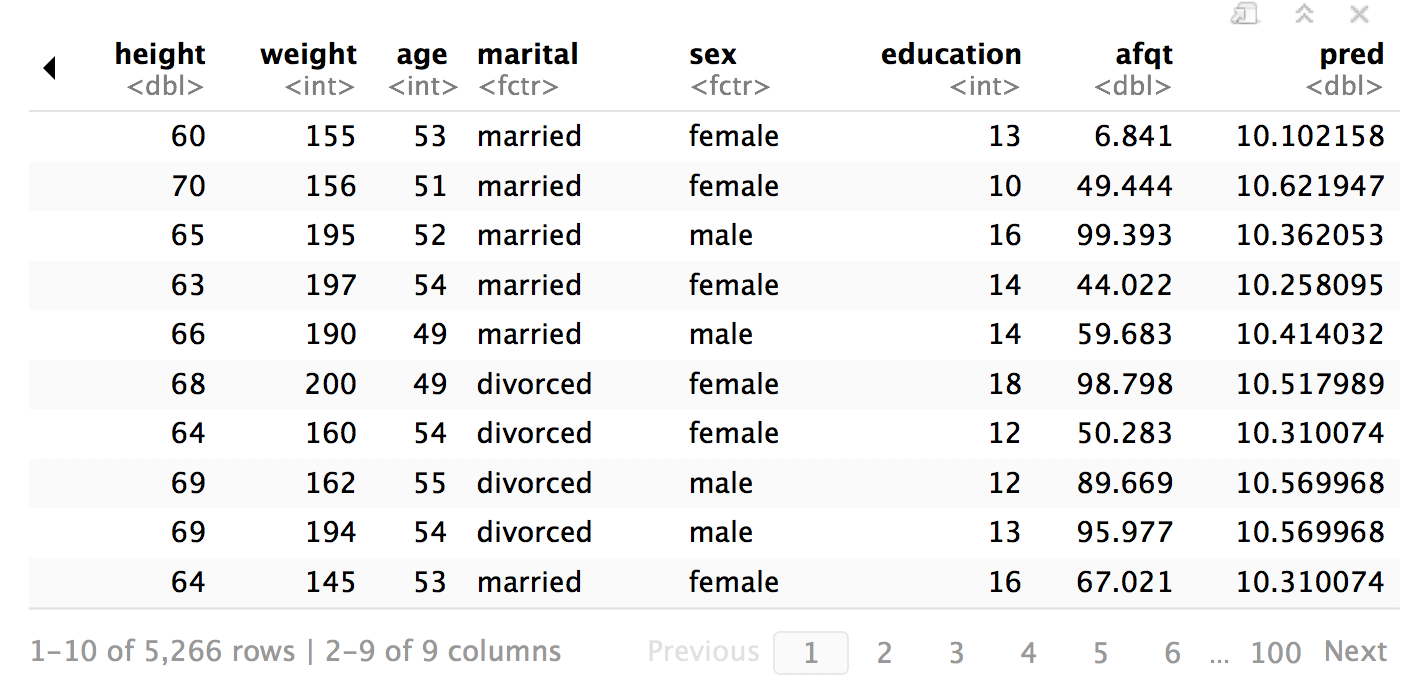 height weight age marital sex education afqt pred
<dbl> <int> <int> <fctr> <fctr> <int> <dbl> <dbl>
60 155 53 married female 13 6.841 10.102158
70 156 51 married female 10 49.444 10.621947
65 195 52 married male 16 99.393 10.362053
63 197 54 married female 14 44.022 10.258095
66 190 49 married male 14 59.683 10.414032
68 200 49 divorced female 18 98.798 10.517989
64 160 54 divorced female 12 50.283 10.310074
69 162 55 divorced male 12 89.669 10.569968
69 194 54 divorced male 13 95.977 10.569968
64 145 53 married female 16 67.021 10.310074
1-10 of 5,266 rows | 2-9 of 9 columns Previous 1 2 3 4 5 6 ... 100 Next